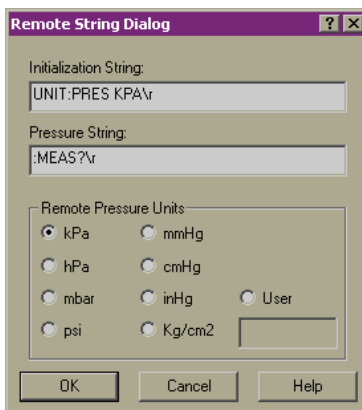 Remote String Dialog
Initialization String:
UNIT:PRES KPA\r
Pressure String:
:MEAS?\r
Remote Pressure Units
kPa mmHg
hPa cmHg
mbar inHg User
psi Kg/cm2
OK Cancel Help